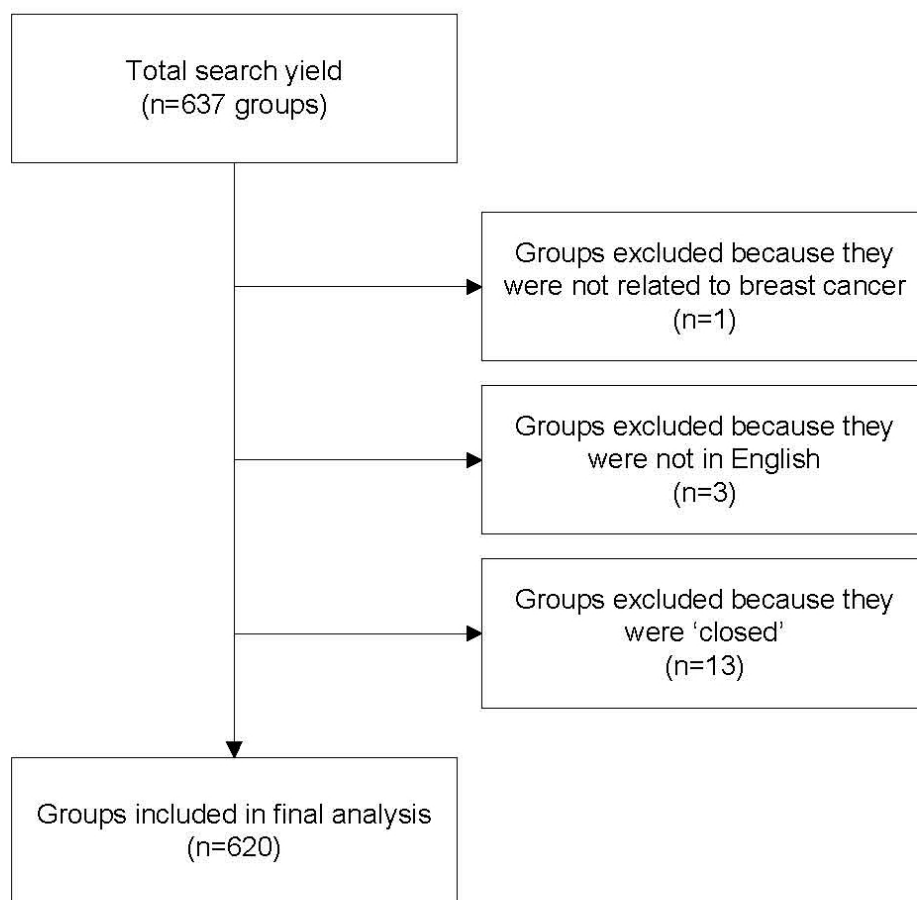 Total search yield
(n=637 groups)
Groups excluded because they
were not related to breast cancer
(n=1)
Groups excluded because they
were not in English
(n=3)
Groups excluded because they
were ‘closed’
(n=13)
Groups included in final analysis
(n=620)